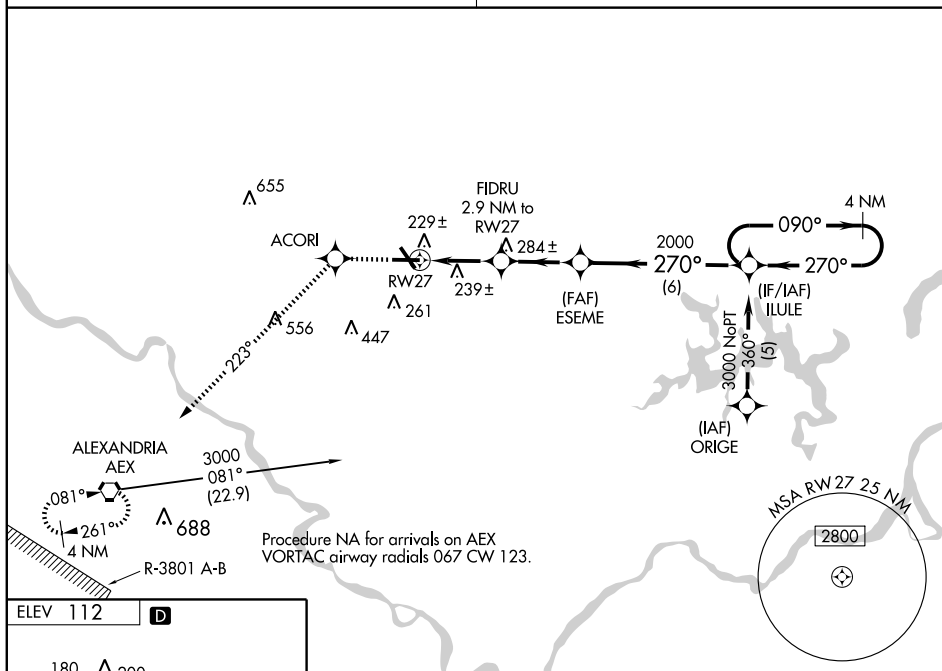 655
FIDRU
2.9 NM to
RW27
4 NM
090°
229±
284±
2000
270°
(6)
270°
ACORI
RW27
239±
261
(FAF)
ESEME
(IF/IAF)
ILULE
556
447
223°
3000 NoPT
360°
(5)
(IAF)
ORIGE
ALEXANDRIA
AEX
3000
081°
(22.9)
081°
261°
4 NM
688
Procedure NA for arrivals on AEX
VORTAC airway radials 067 CW 123.
R-3801 A-B
MSA RW27 25 NM
2800
ELEV 112 D